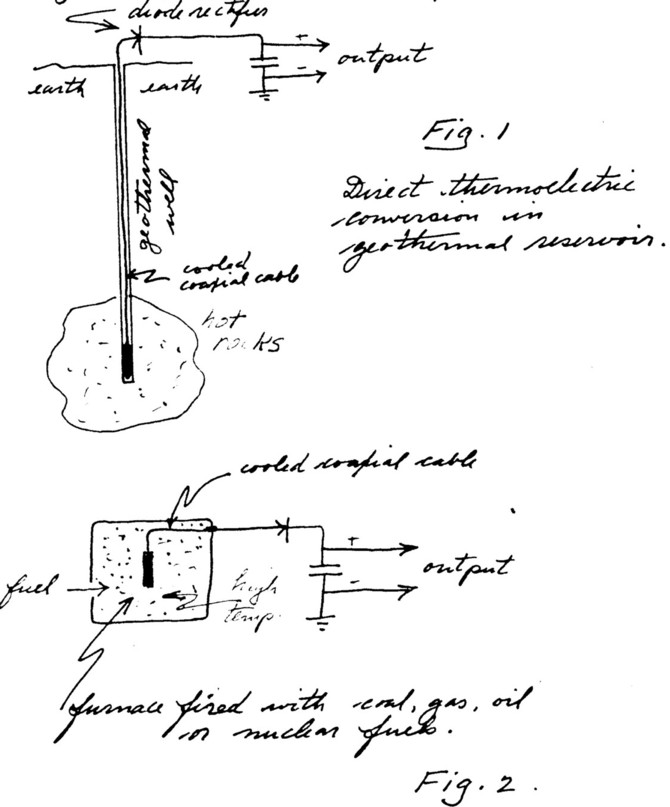 diode rectifier
+
-
output
earth
earth
geothermal
well
cooled
coaxial cable
hot
rocks
Fig. 1
Direct thermoelectric
conversion in
geothermal reservoir.
cooled coaxial cable
+
-
output
fuel
high
temp.
furnace fired with coal, gas, oil
or nuclear fuels.
Fig. 2.